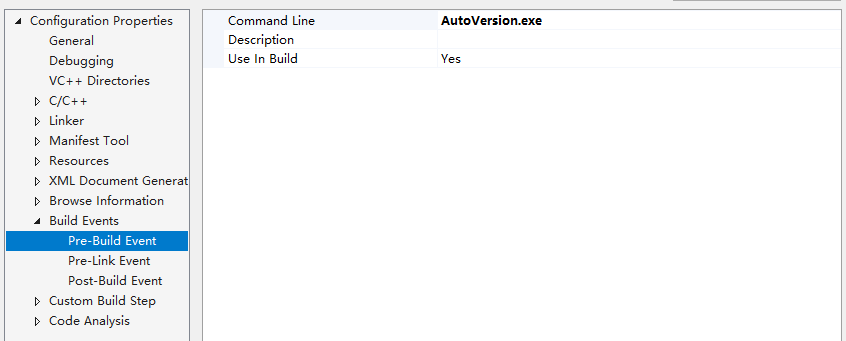 Configuration Properties
General
Debugging
VC++ Directories
C/C++
Linker
Manifest Tool
Resources
XML Document Generat
Browse Information
Build Events
Pre-Build Event
Pre-Link Event
Post-Build Event
Custom Build Step
Code Analysis
Command Line AutoVersion.exe
Description
Use In Build Yes